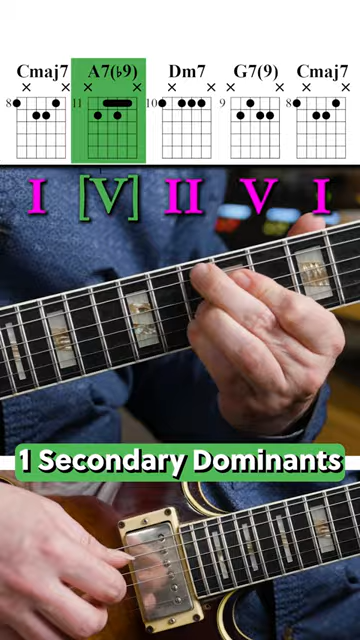 Cmaj7 A7(♭9) Dm7 G7(9) Cmaj7
× × × × × × × × × ×
8 11 10 9 8
I [V] II V I
1 Secondary Dominants